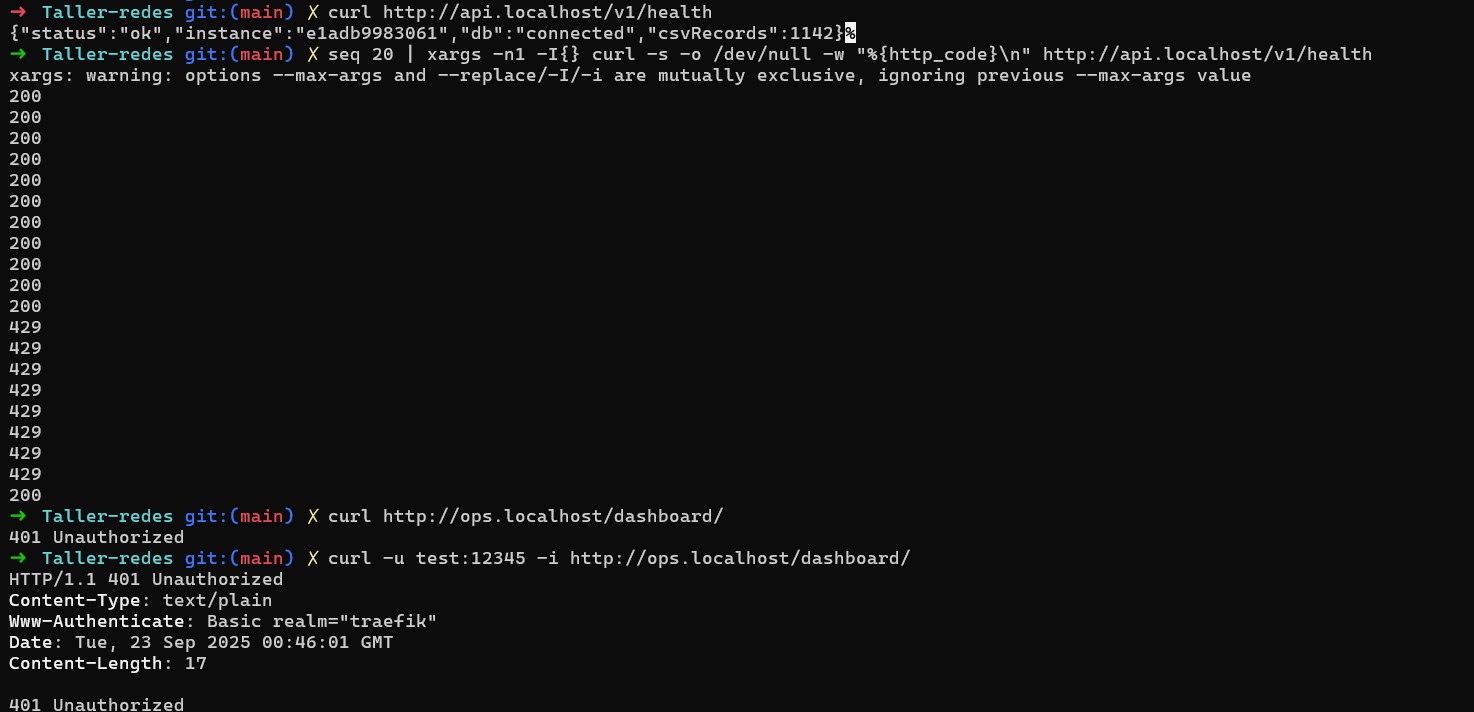 ➜ Taller-redes git:(main) ✗ curl http://api.localhost/v1/health
{"status":"ok","instance":"e1adb9983061","db":"connected","csvRecords":1142}%
➜ Taller-redes git:(main) ✗ seq 20 | xargs -n1 -I{} curl -s -o /dev/null -w "%{http_code}\n" http://api.localhost/v1/health
xargs: warning: options --max-args and --replace/-I/-i are mutually exclusive, ignoring previous --max-args value
200
200
200
200
200
200
200
200
200
200
200
429
429
429
429
429
429
429
429
200
➜ Taller-redes git:(main) ✗ curl http://ops.localhost/dashboard/
401 Unauthorized
➜ Taller-redes git:(main) ✗ curl -u test:12345 -i http://ops.localhost/dashboard/
HTTP/1.1 401 Unauthorized
Content-Type: text/plain
Www-Authenticate: Basic realm="traefik"
Date: Tue, 23 Sep 2025 00:46:01 GMT
Content-Length: 17

401 Unauthorized